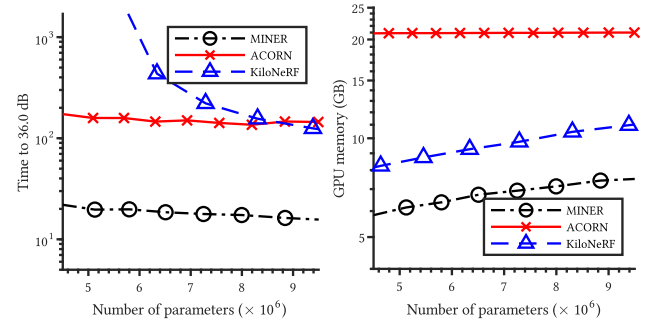 Time to 36.0 dB
10³
10²
10¹
MINER
ACORN
KiloNeRF
5 6 7 8 9
Number of parameters (× 10⁶)
GPU memory (GB)
25
20
15
10
5
MINER
ACORN
KiloNeRF
5 6 7 8 9
Number of parameters (× 10⁶)